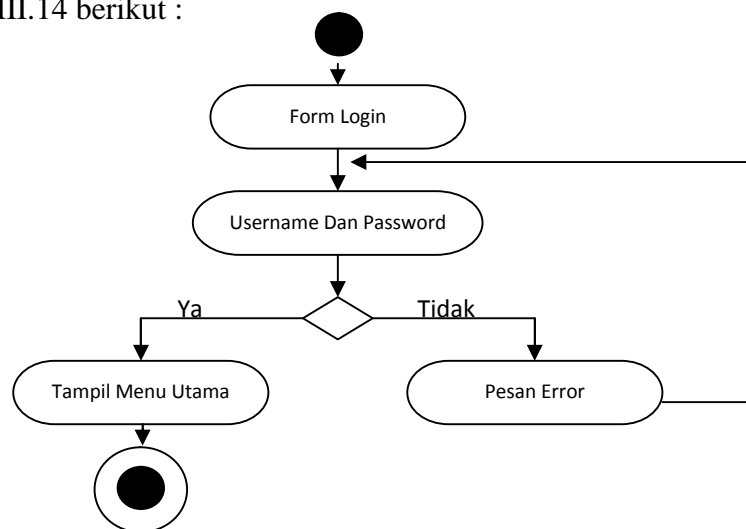 III.14 berikut :
Form Login
Username Dan Password
Ya
Tidak
Tampil Menu Utama
Pesan Error